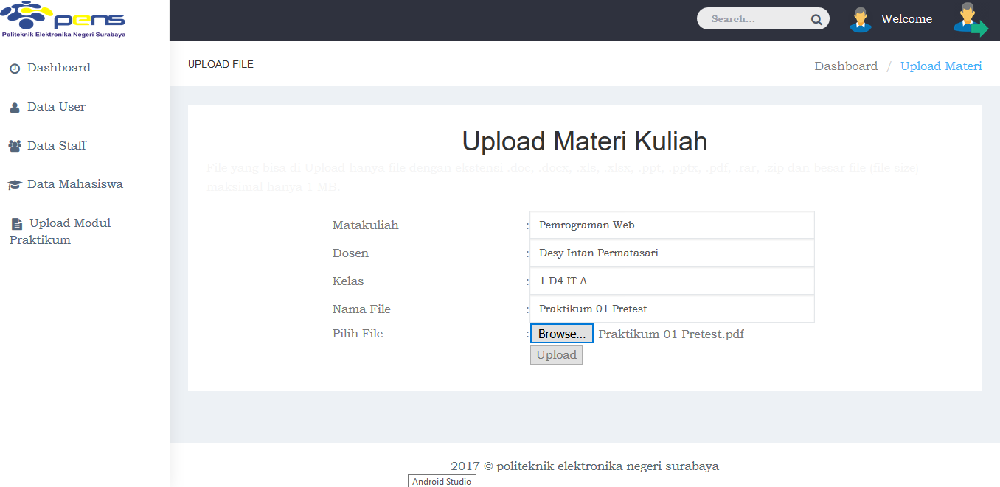 pens
Politeknik Elektronika Negeri Surabaya
Search...
Welcome
Dashboard
Data User
Data Staff
Data Mahasiswa
Upload Modul
Praktikum
UPLOAD FILE
Dashboard / Upload Materi
Upload Materi Kuliah
File yang bisa di Upload hanya file dengan ekstensi .doc, .docx, .xls, .xlsx, .ppt, .pptx, .pdf, .rar, .zip dan besar file (file size)
maksimal hanya 1 MB.
Matakuliah : Pemrograman Web
Dosen : Desy Intan Permatasari
Kelas : 1 D4 IT A
Nama File : Praktikum 01 Pretest
Pilih File : Browse... Praktikum 01 Pretest.pdf
Upload
2017 © politeknik elektronika negeri surabaya
Android Studio